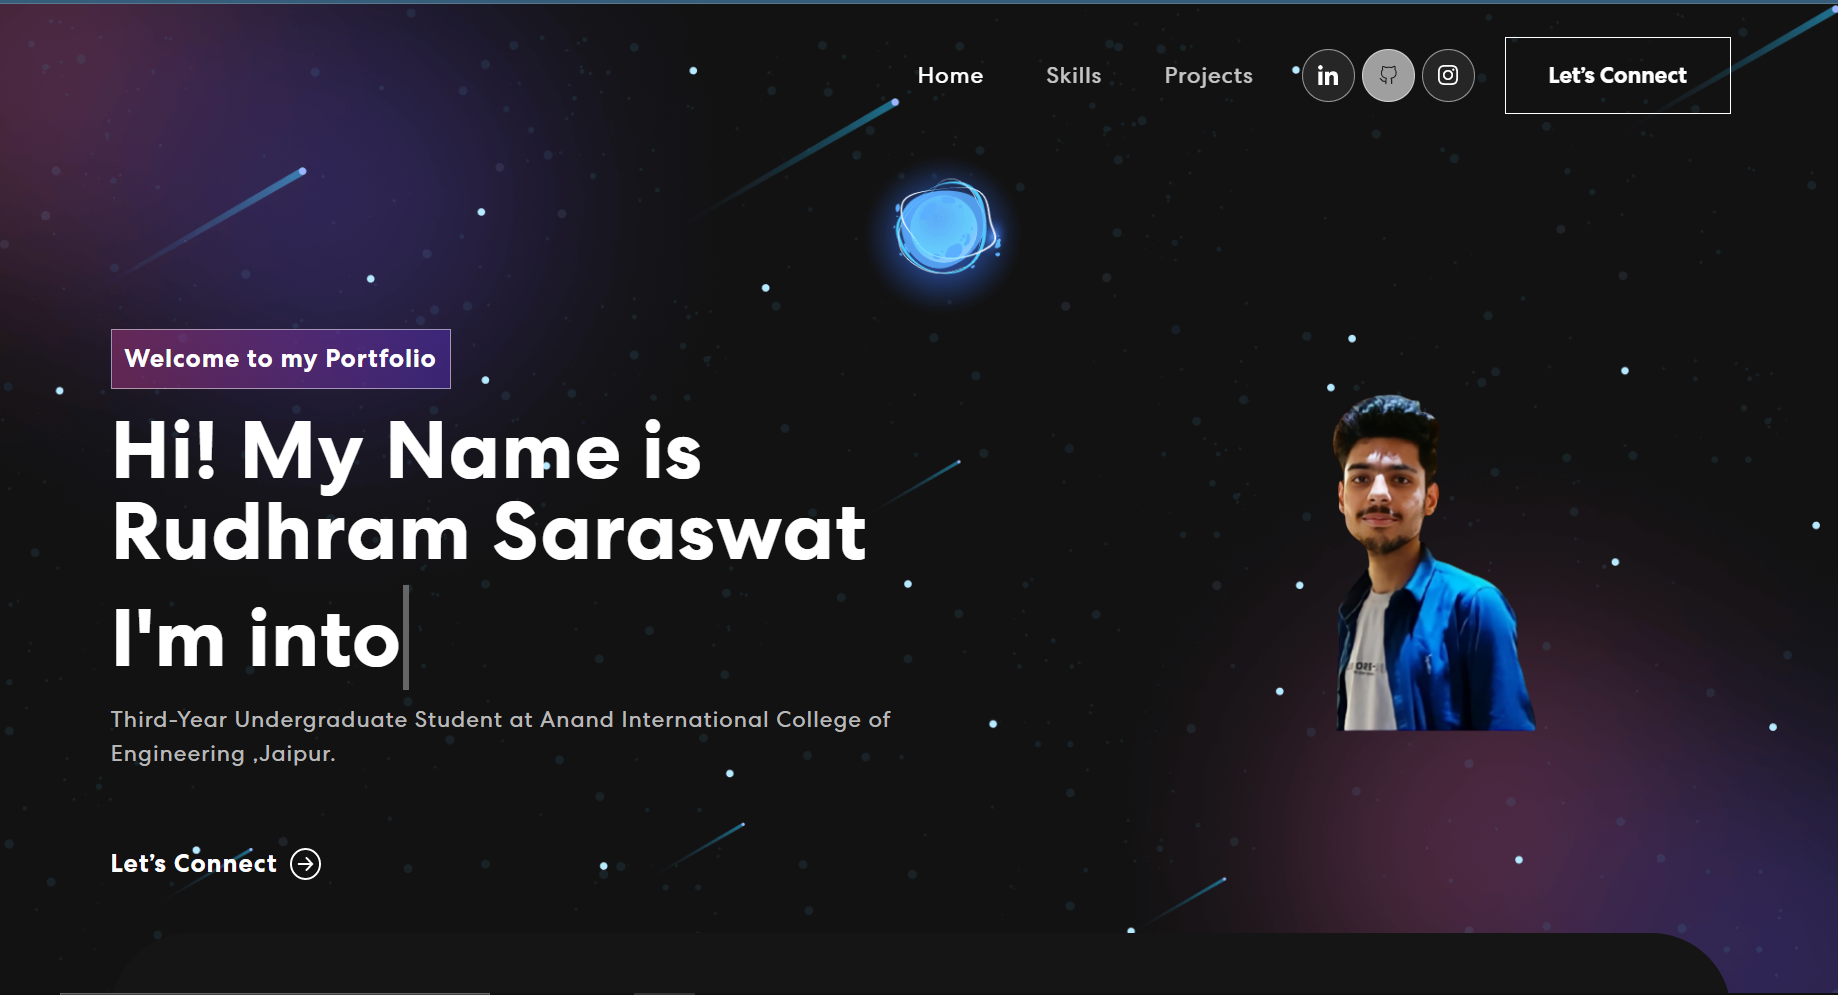 Home Skills Projects in Let's Connect
Welcome to my Portfolio
Hi! My Name is
Rudhram Saraswat
I'm into
Third-Year Undergraduate Student at Anand International College of
Engineering ,Jaipur.
Let's Connect